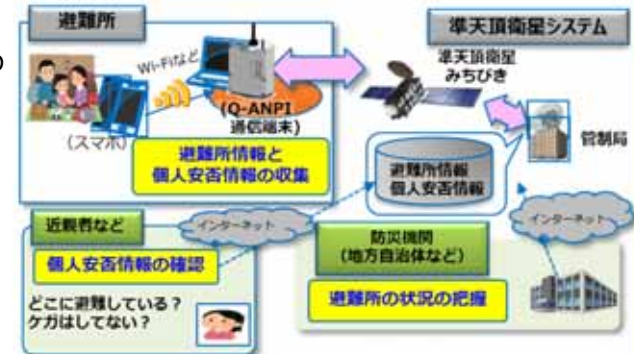 の
避難所
準天頂衛星システム
Wi-Fiなど
準天頂衛星
みちびき
(Q-ANPI
通信端末)
(スマホ)
管制局
避難所情報と
個人安否情報の収集
避難所情報
個人安否情報
近親者など
インターネット
インターネット
防災機関
(地方自治体など)
個人安否情報の確認
避難所の状況の把握
どこに避難している?
ケガはしてない?